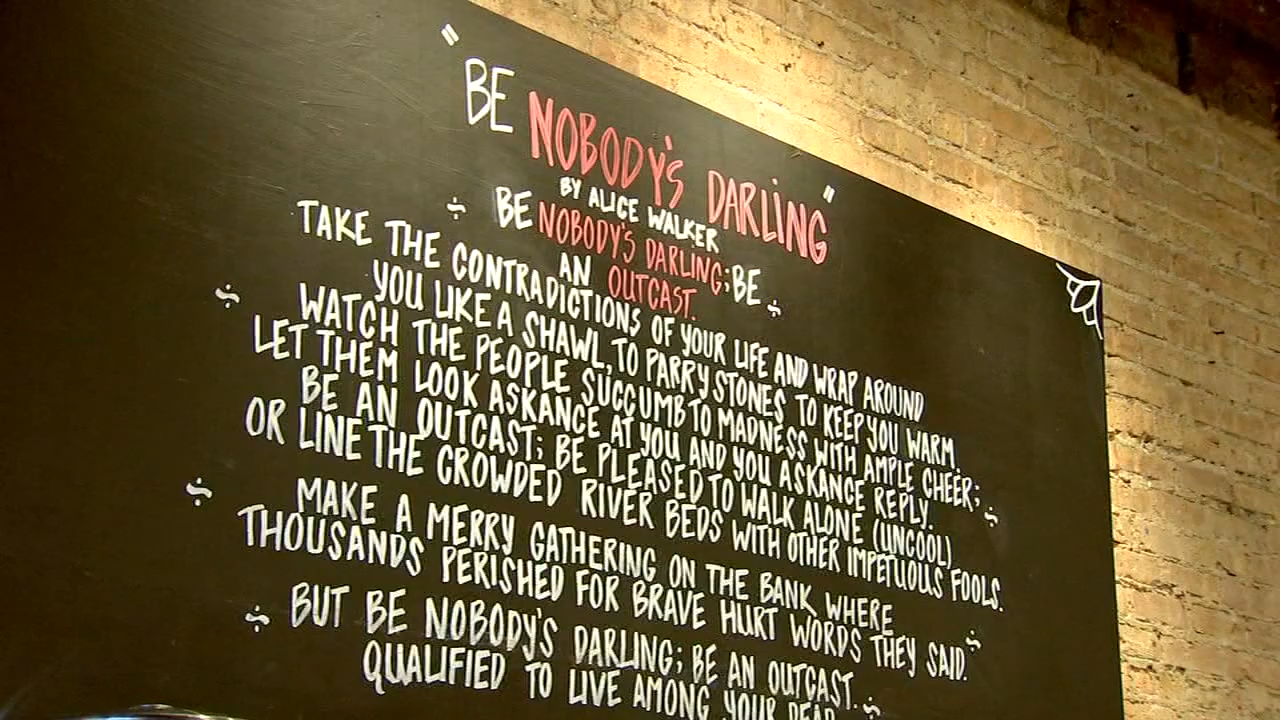 "BE NOBODY'S DARLING"
BY ALICE WALKER
BE NOBODY'S DARLING; BE
AN OUTCAST.
TAKE THE CONTRADICTIONS OF YOUR LIFE AND WRAP AROUND
YOU LIKE A SHAWL, TO PARRY STONES TO KEEP YOU WARM.
WATCH THE PEOPLE SUCCUMB TO MADNESS WITH AMPLE CHEER;
LET THEM LOOK ASKANCE AT YOU AND YOU ASKANCE REPLY.
BE AN OUTCAST; BE PLEASED TO WALK ALONE (UNCOOL)
OR LINE THE CROWDED RIVER BEDS WITH OTHER IMPETUOUS FOOLS.
MAKE A MERRY GATHERING ON THE BANK WHERE
THOUSANDS PERISHED FOR BRAVE HURT WORDS THEY SAID.
BUT BE NOBODY'S DARLING; BE AN OUTCAST.
QUALIFIED TO LIVE AMONG YOUR DEAD